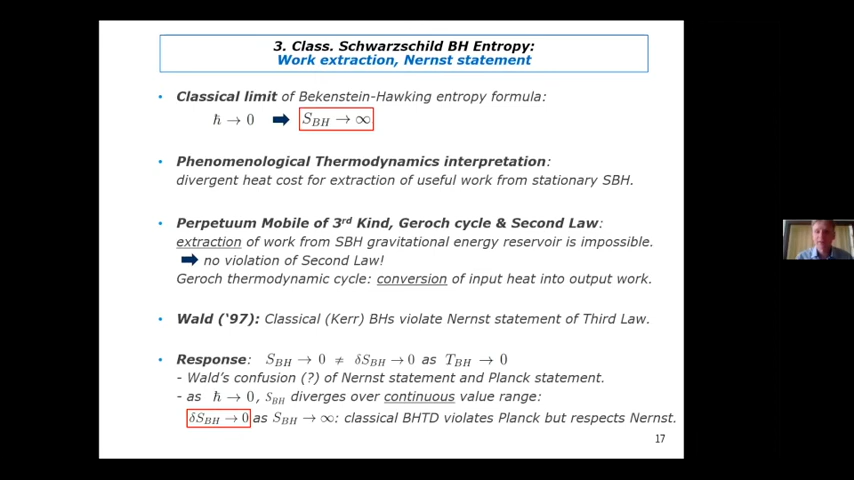 3. Class. Schwarzschild BH Entropy:
Work extraction, Nernst statement
• Classical limit of Bekenstein-Hawking entropy formula:
ħ → 0 ➡ S_BH → ∞
• Phenomenological Thermodynamics interpretation:
divergent heat cost for extraction of useful work from stationary SBH.
• Perpetuum Mobile of 3rd Kind, Geroch cycle & Second Law:
extraction of work from SBH gravitational energy reservoir is impossible.
➡ no violation of Second Law!
Geroch thermodynamic cycle: conversion of input heat into output work.
• Wald ('97): Classical (Kerr) BHs violate Nernst statement of Third Law.
• Response: S_BH → 0 ≠ δS_BH → 0 as T_BH → 0
- Wald's confusion (?) of Nernst statement and Planck statement.
- as ħ → 0, S_BH diverges over continuous value range:
δS_BH → 0 as S_BH → ∞: classical BHTD violates Planck but respects Nernst.
17